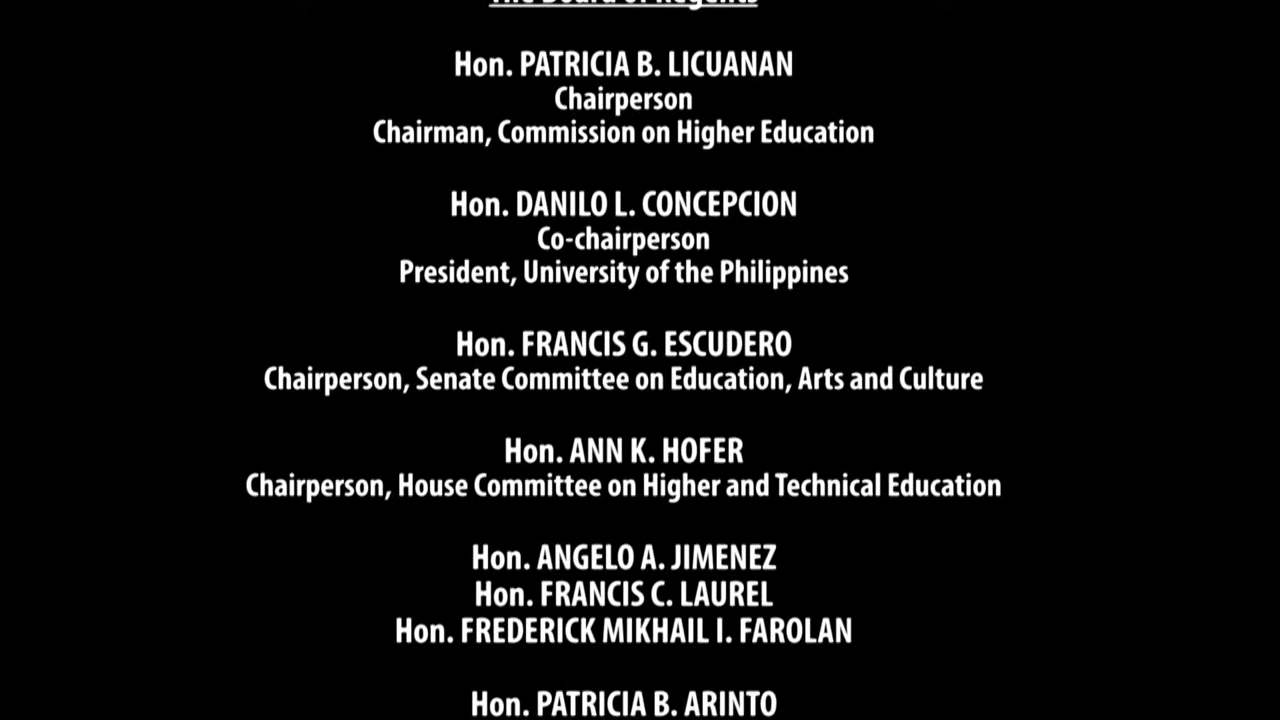 The Board of Regents
Hon. PATRICIA B. LICUANAN
Chairperson
Chairman, Commission on Higher Education
Hon. DANILO L. CONCEPCION
Co-chairperson
President, University of the Philippines
Hon. FRANCIS G. ESCUDERO
Chairperson, Senate Committee on Education, Arts and Culture
Hon. ANN K. HOFER
Chairperson, House Committee on Higher and Technical Education
Hon. ANGELO A. JIMENEZ
Hon. FRANCIS C. LAUREL
Hon. FREDERICK MIKHAIL I. FAROLAN
Hon. PATRICIA B. ARINTO